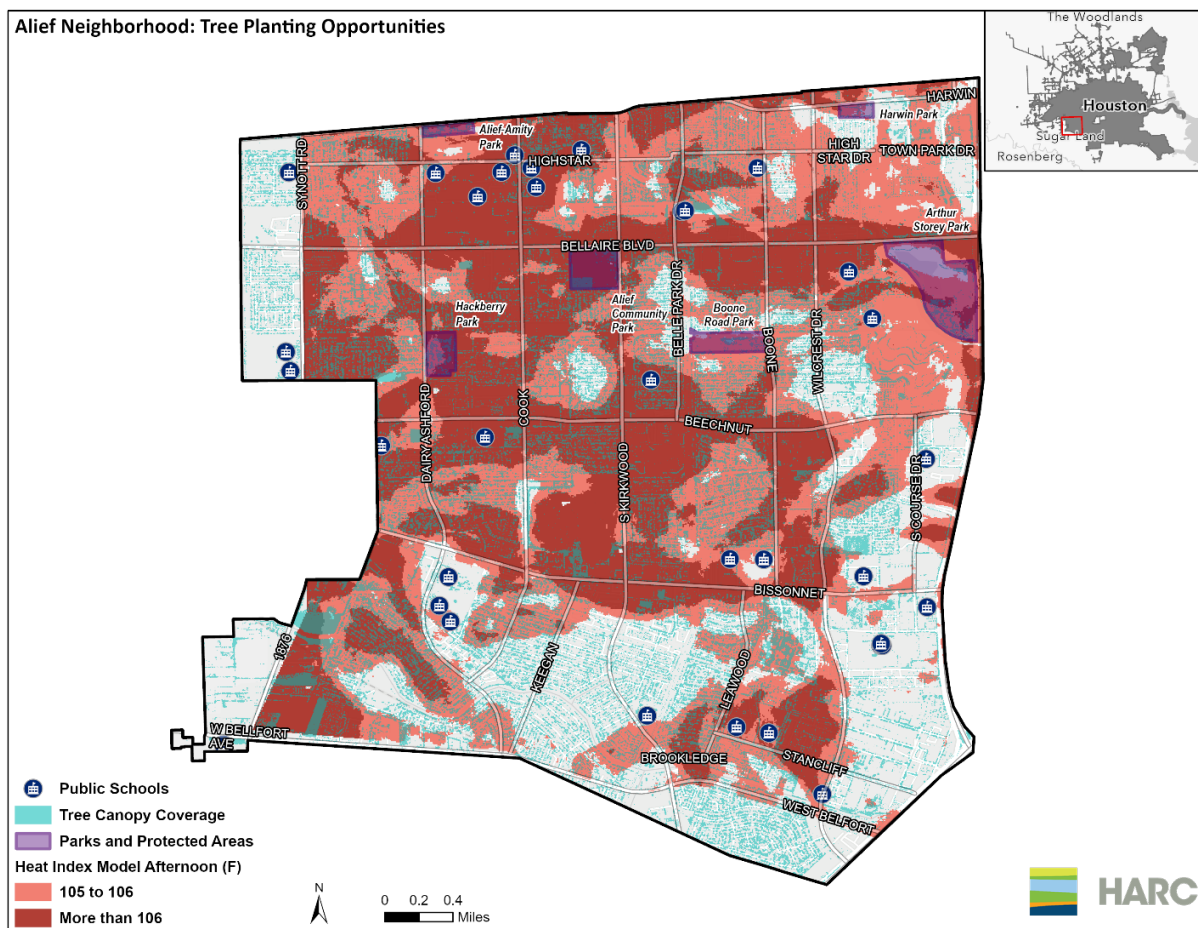 Alief Neighborhood: Tree Planting Opportunities
The Woodlands
Houston
Sugar Land
Rosenberg
HARWIN
Harwin Park
Alief-Amity
Park
HIGHSTAR
HIGH
STAR DR
TOWN PARK DR
SYNOTT RD
Arthur
Storey Park
BELLAIRE BLVD
BELLE PARK DR
Hackberry
Park
Alief
Community
Park
Boone
Road Park
BOONE
WILCREST DR
DAIRY ASHFORD
COOK
BEECHNUT
S KIRKWOOD
S COURSE DR
BISSONNET
1876
KEEGAN
LEAWOOD
W BELLFORT
AVE
BROOKLEDGE
STANCLIFF
WEST BELFORT
Public Schools
Tree Canopy Coverage
Parks and Protected Areas
Heat Index Model Afternoon (F)
105 to 106
More than 106
N
0 0.2 0.4
Miles
HARC